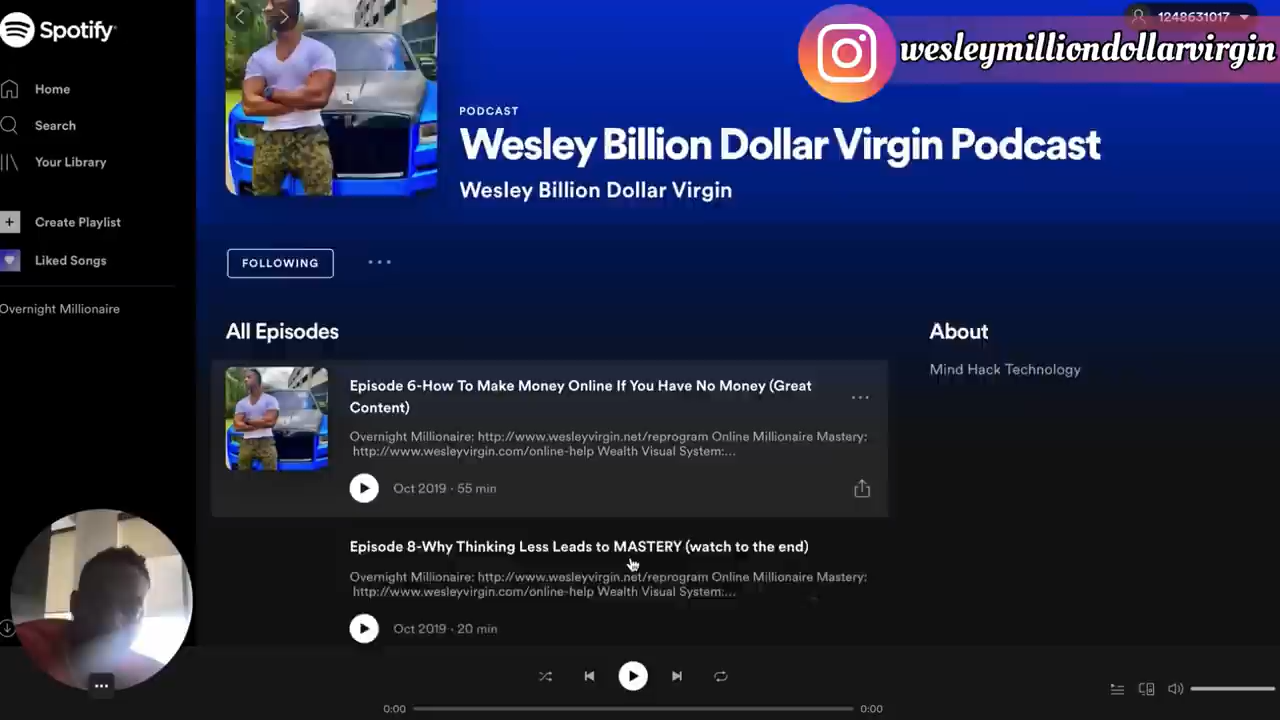 Spotify
1248631017
wesleymilliondollarvirgin
Home
Search
Your Library
Create Playlist
Liked Songs
Overnight Millionaire
PODCAST
Wesley Billion Dollar Virgin Podcast
Wesley Billion Dollar Virgin
FOLLOWING
All Episodes
Episode 6-How To Make Money Online If You Have No Money (Great
Content)
Overnight Millionaire: http://www.wesleyvirgin.net/reprogram Online Millionaire Mastery:
http://www.wesleyvirgin.com/online-help Wealth Visual System:...
Oct 2019 · 55 min
Episode 8-Why Thinking Less Leads to MASTERY (watch to the end)
Overnight Millionaire: http://www.wesleyvirgin.net/reprogram Online Millionaire Mastery:
http://www.wesleyvirgin.com/online-help Wealth Visual System:...
Oct 2019 · 20 min
About
Mind Hack Technology
0:00
0:00